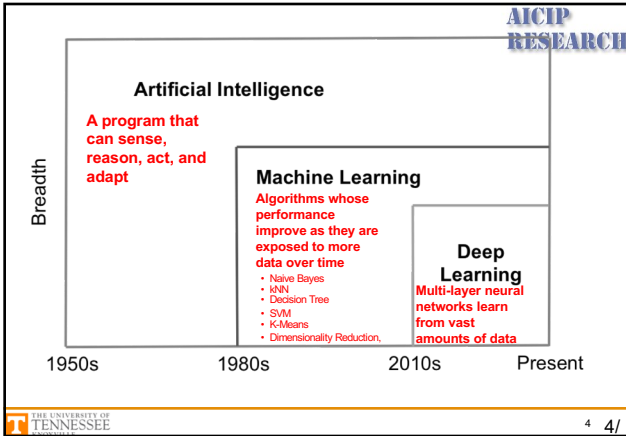 AICIP
RESEARCH
Artificial Intelligence
A program that
can sense,
reason, act, and
adapt
Breadth
Machine Learning
Algorithms whose
performance
improve as they are
exposed to more
data over time
• Naive Bayes
• kNN
• Decision Tree
• SVM
• K-Means
• Dimensionality Reduction,
Deep
Learning
Multi-layer neural
networks learn
from vast
amounts of data
1950s 1980s 2010s Present
THE UNIVERSITY OF
TENNESSEE
KNOXVILLE
4 4/